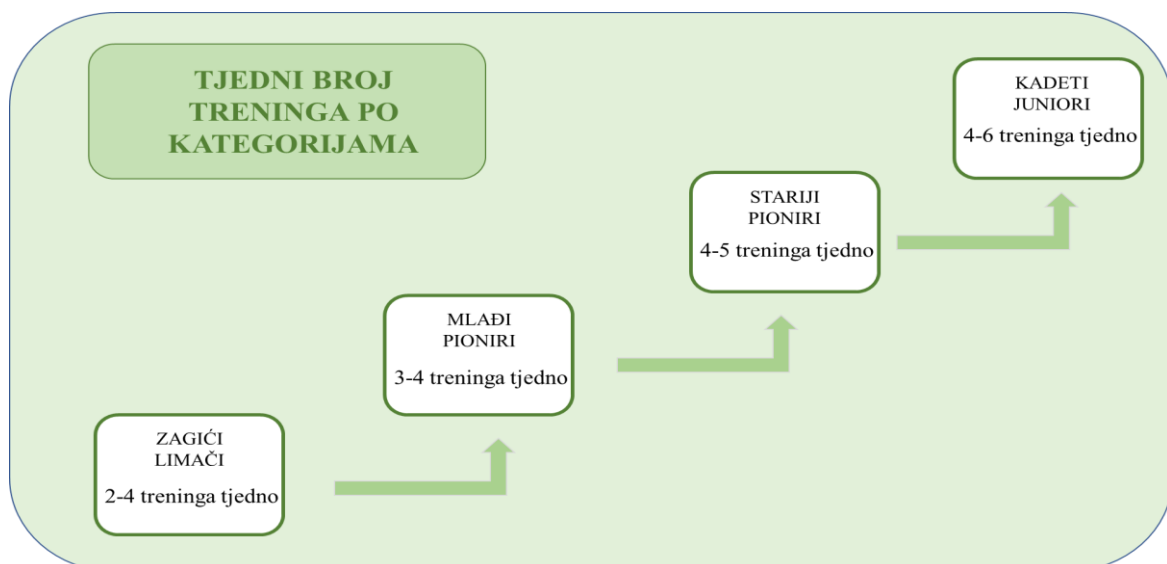 TJEDNI BROJ
TRENINGA PO
KATEGORIJAMA
KADETI
JUNIORI
4-6 treninga tjedno
STARIJI
PIONIRI
4-5 treninga tjedno
MLAĐI
PIONIRI
3-4 treninga tjedno
ZAGIĆI
LIMAČI
2-4 treninga tjedno